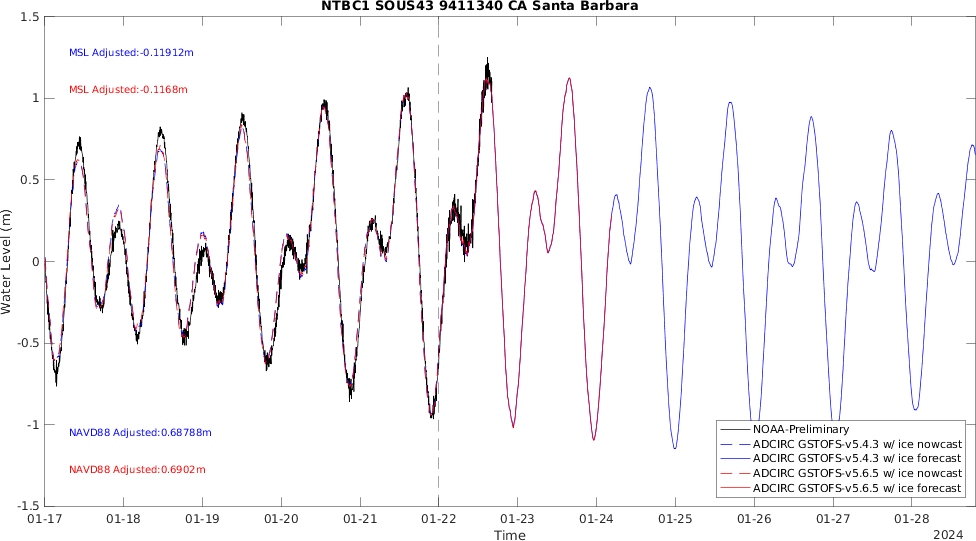 NTBC1 SOUS43 9411340 CA Santa Barbara
1.5
1
0.5
0
-0.5
-1
-1.5
Water Level (m)
MSL Adjusted:-0.11912m
MSL Adjusted:-0.1168m
NAVD88 Adjusted:0.68788m
NAVD88 Adjusted:0.6902m
NOAA-Preliminary
ADCIRC GSTOFS-v5.4.3 w/ ice nowcast
ADCIRC GSTOFS-v5.4.3 w/ ice forecast
ADCIRC GSTOFS-v5.6.5 w/ ice nowcast
ADCIRC GSTOFS-v5.6.5 w/ ice forecast
01-17 01-18 01-19 01-20 01-21 01-22 01-23 01-24 01-25 01-26 01-27 01-28
Time
2024